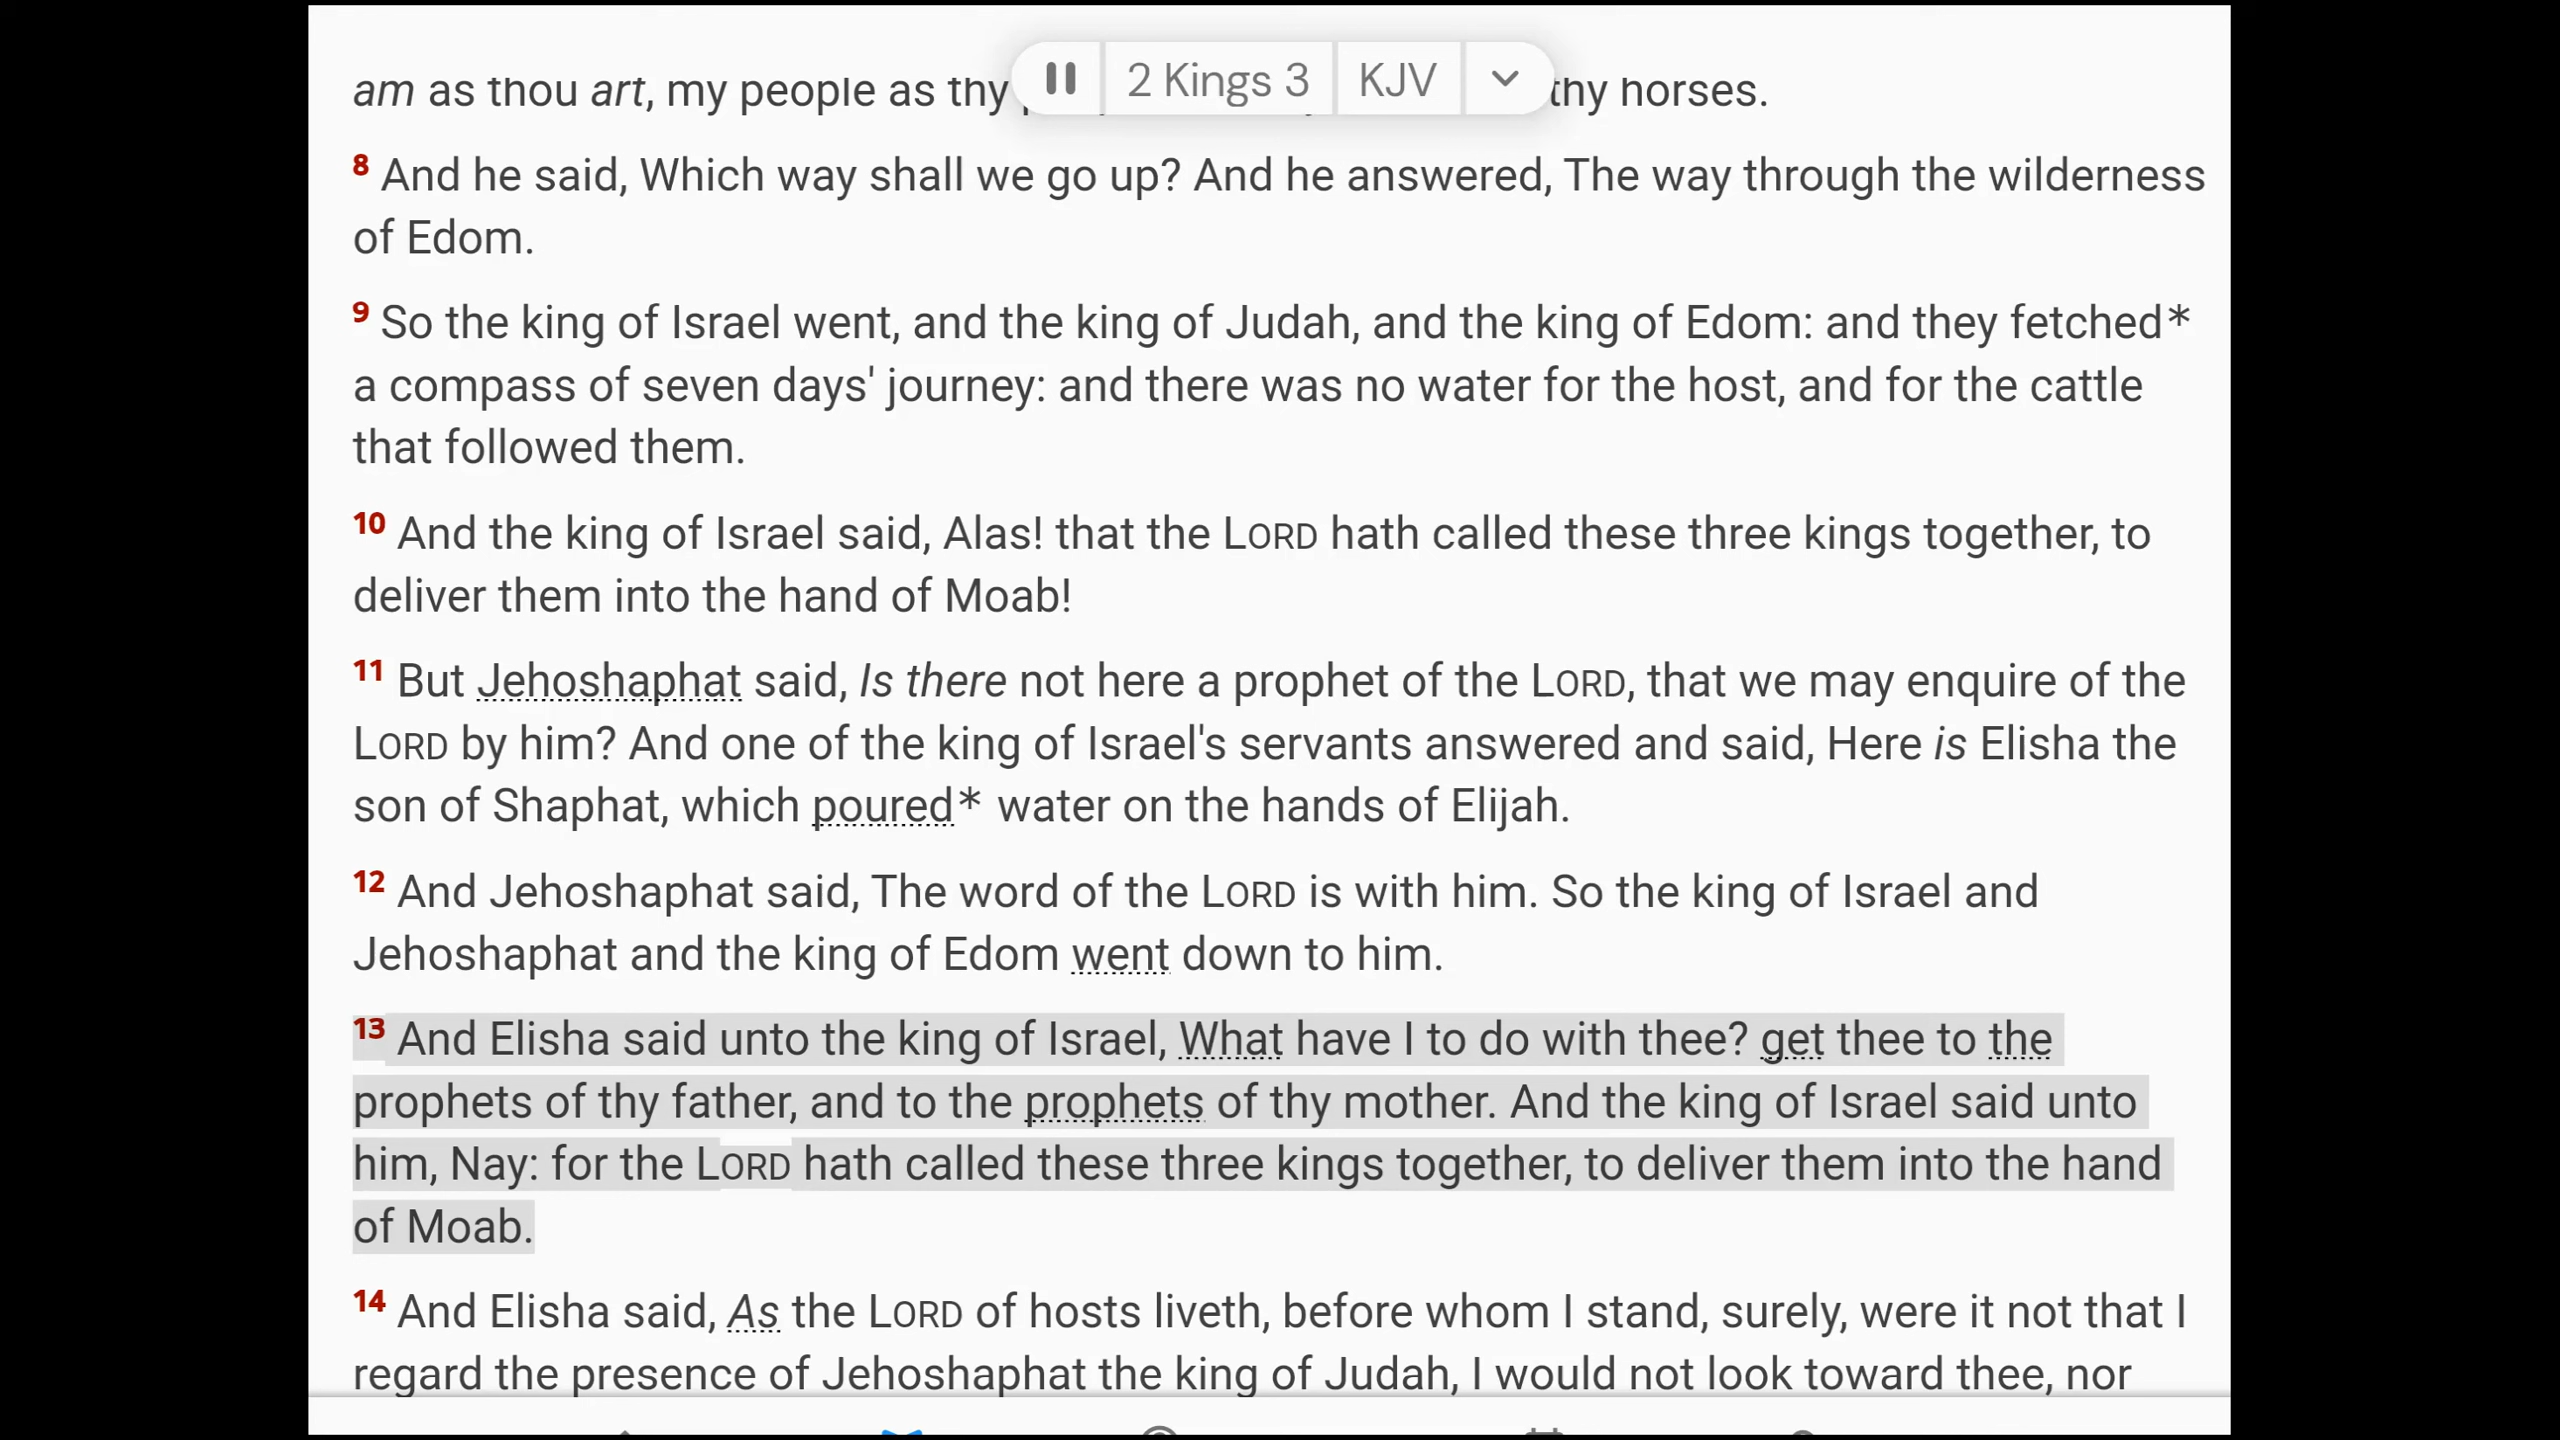 2 Kings 3 KJV
am as thou art, my people as thy thy horses.
8 And he said, Which way shall we go up? And he answered, The way through the wilderness
of Edom.
9 So the king of Israel went, and the king of Judah, and the king of Edom: and they fetched*
a compass of seven days' journey: and there was no water for the host, and for the cattle
that followed them.
10 And the king of Israel said, Alas! that the LORD hath called these three kings together, to
deliver them into the hand of Moab!
11 But Jehoshaphat said, Is there not here a prophet of the LORD, that we may enquire of the
LORD by him? And one of the king of Israel's servants answered and said, Here is Elisha the
son of Shaphat, which poured* water on the hands of Elijah.
12 And Jehoshaphat said, The word of the LORD is with him. So the king of Israel and
Jehoshaphat and the king of Edom went down to him.
13 And Elisha said unto the king of Israel, What have I to do with thee? get thee to the
prophets of thy father, and to the prophets of thy mother. And the king of Israel said unto
him, Nay: for the LORD hath called these three kings together, to deliver them into the hand
of Moab.
14 And Elisha said, As the LORD of hosts liveth, before whom I stand, surely, were it not that I
regard the presence of Jehoshaphat the king of Judah, I would not look toward thee, nor